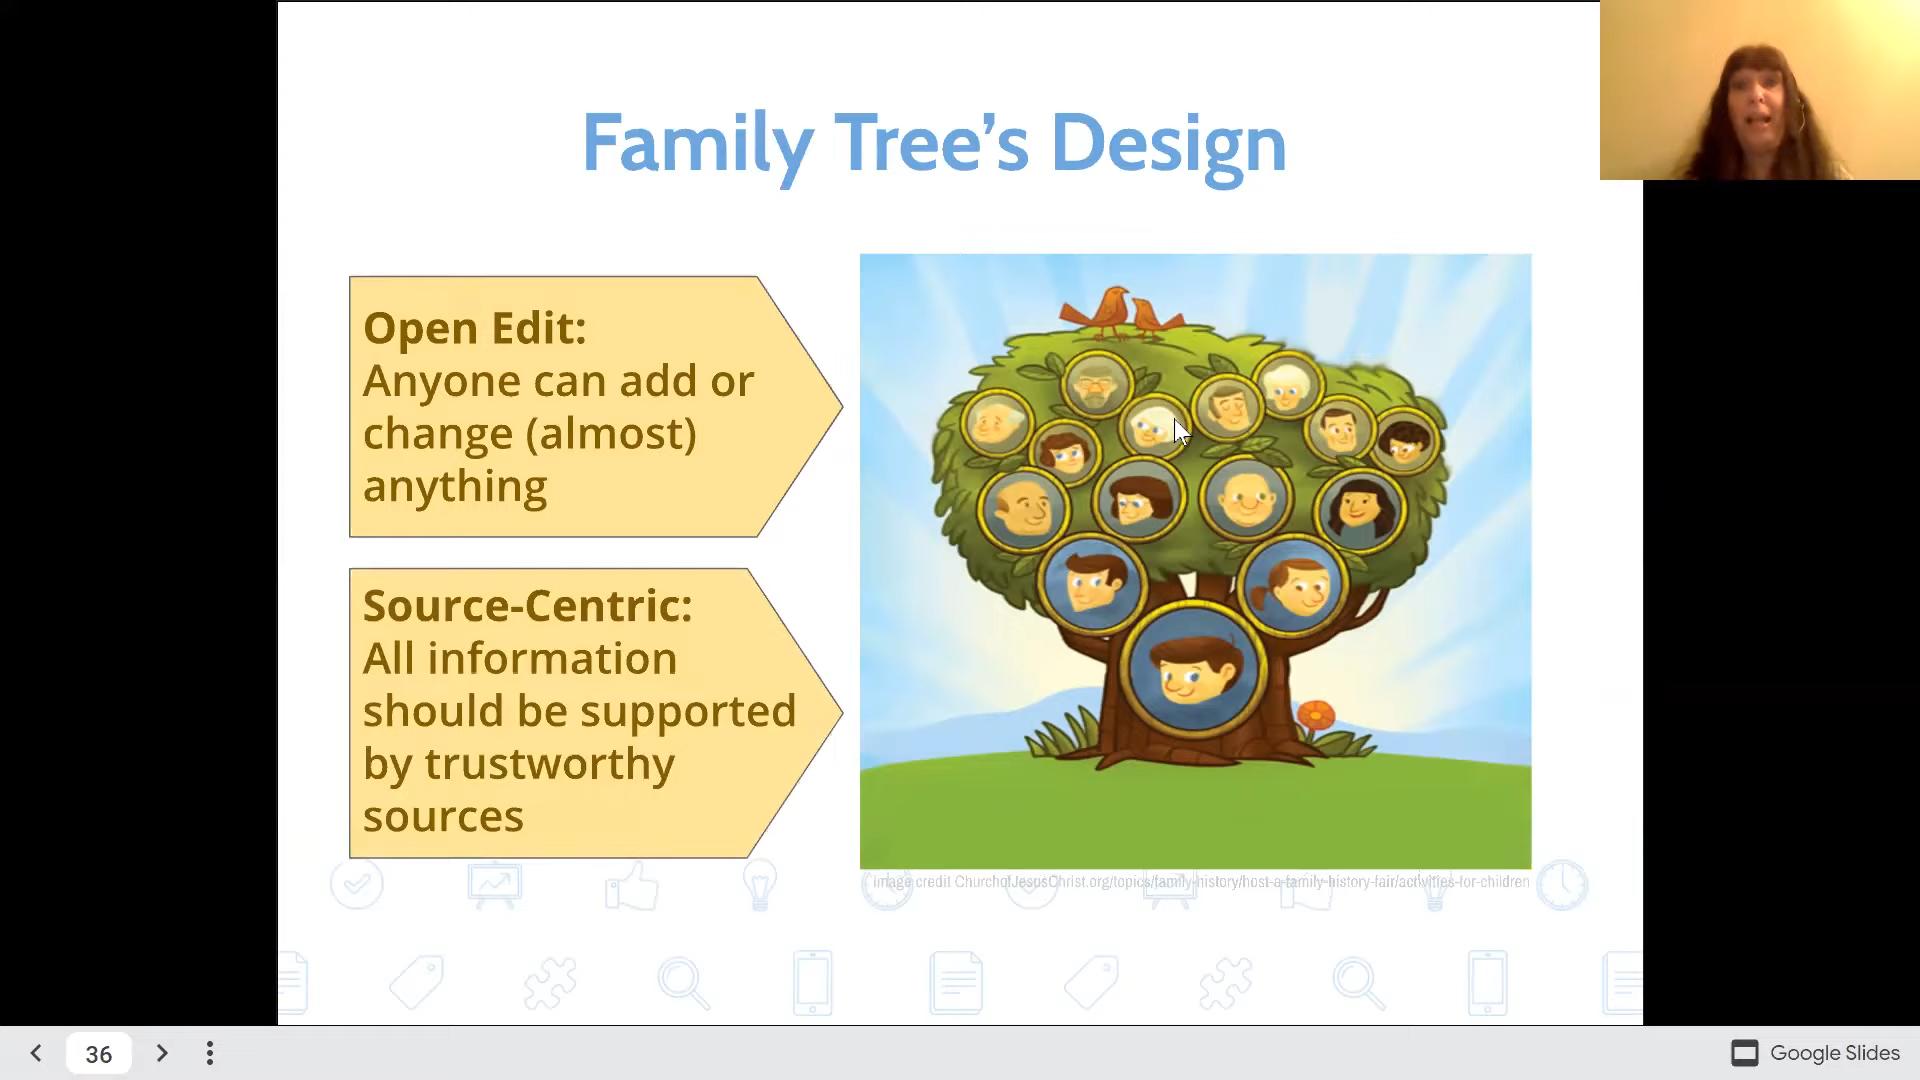 Family Tree's Design
Open Edit:
Anyone can add or
change (almost)
anything
Source-Centric:
All information
should be supported
by trustworthy
sources
image credit ChurchofJesusChrist.org/topics/family-history/host-a-family-history-fair/activities-for-children
36
Google Slides